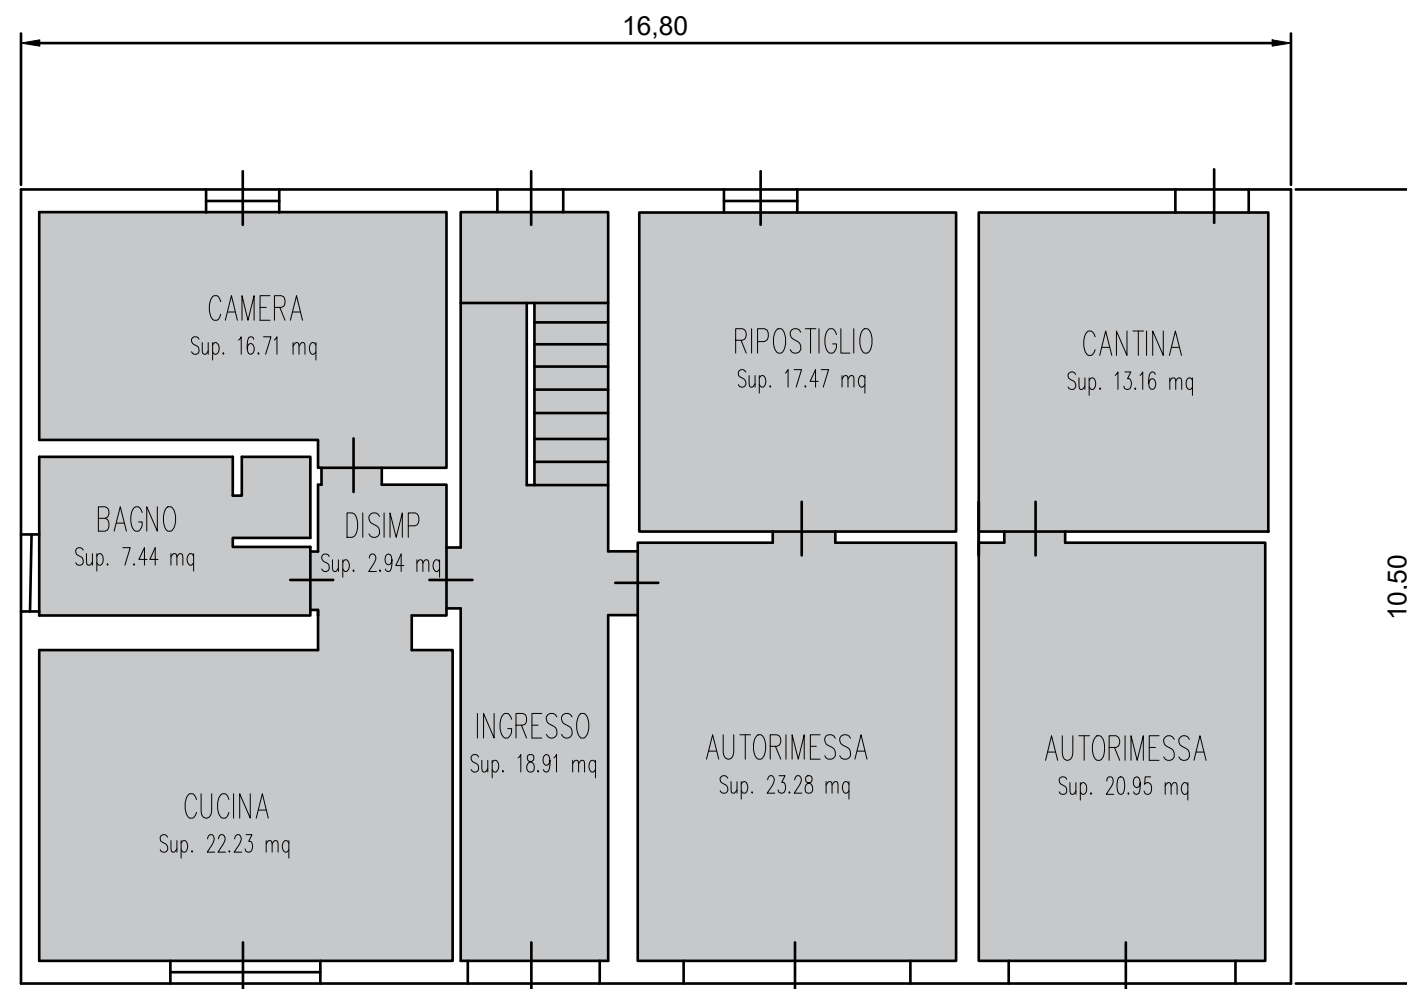 16,80
CAMERA
Sup. 16.71 mq
RIPOSTIGLIO
Sup. 17.47 mq
CANTINA
Sup. 13.16 mq
BAGNO
Sup. 7.44 mq
DISIMP
Sup. 2.94 mq
10,50
INGRESSO
Sup. 18.91 mq
AUTORIMESSA
Sup. 23.28 mq
AUTORIMESSA
Sup. 20.95 mq
CUCINA
Sup. 22.23 mq